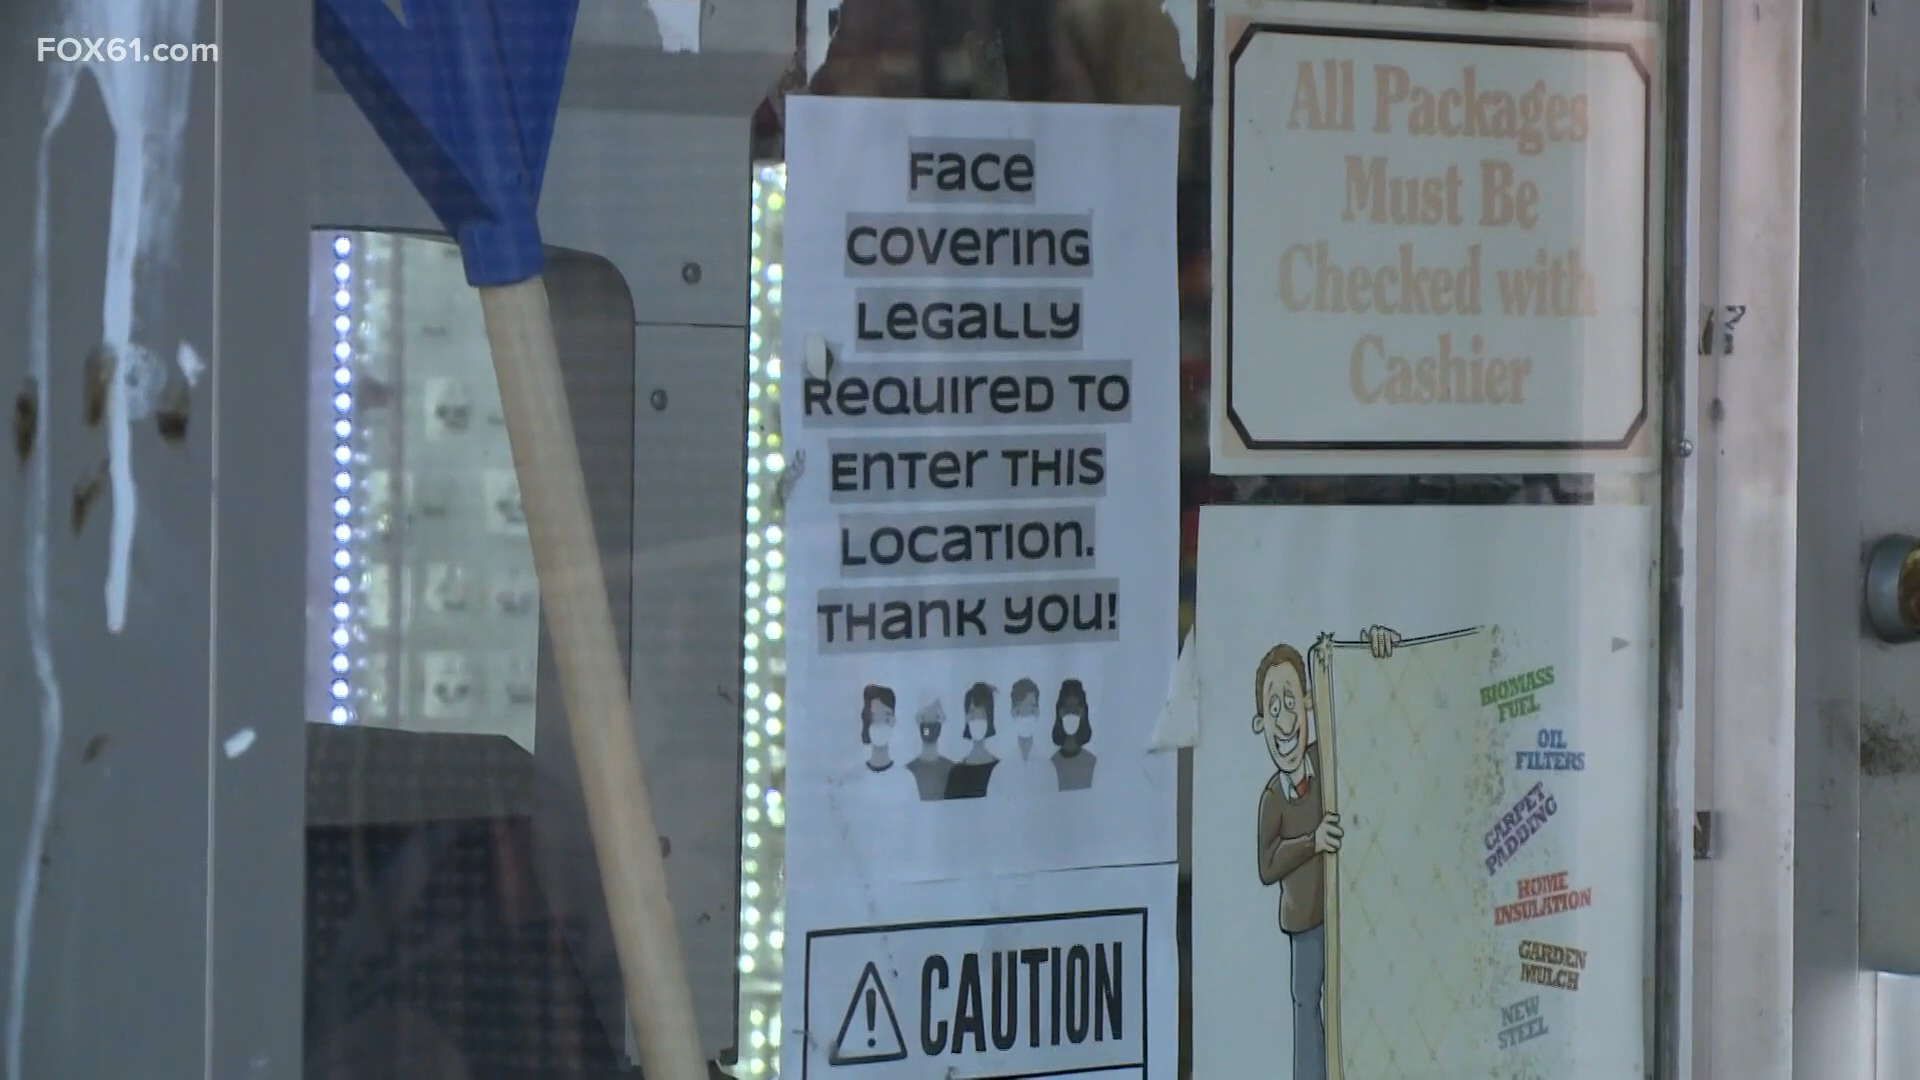 FOX61.com
Face
covering
Legally
Required to
enter this
location.
Thank you!
CAUTION
All Packages
Must Be
Checked with
Cashier
BIOMASS
FUEL
OIL
FILTERS
CARPET
PADDING
HOME
INSULATION
GARDEN
MULCH
NEW
STEEL